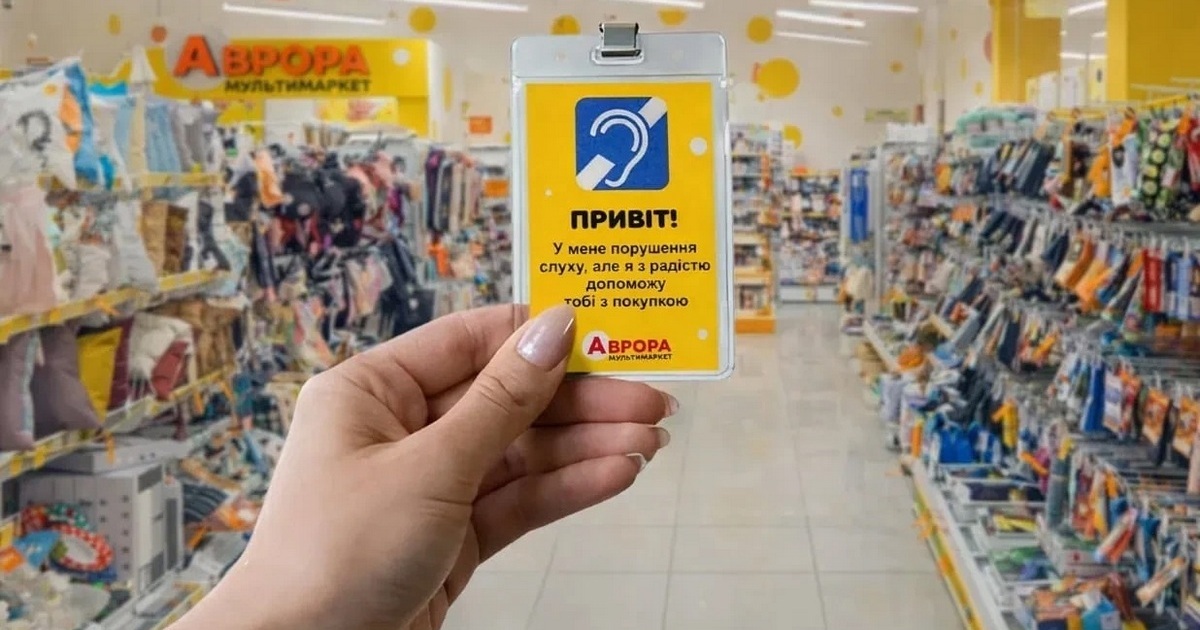 АВРОРА
МУЛЬТИМАРКЕТ
ПРИВІТ!
У мене порушення
слуху, але я з радістю
допоможу
тобі з покупкою
АВРОРА
МУЛЬТИМАРКЕТ